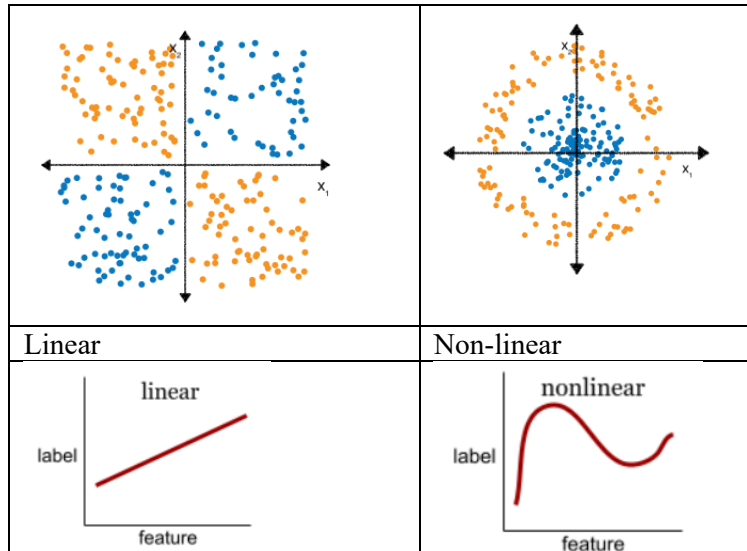 x₂
x₁
x₂
x₁
Linear
Non-linear
linear
label
feature
nonlinear
label
feature